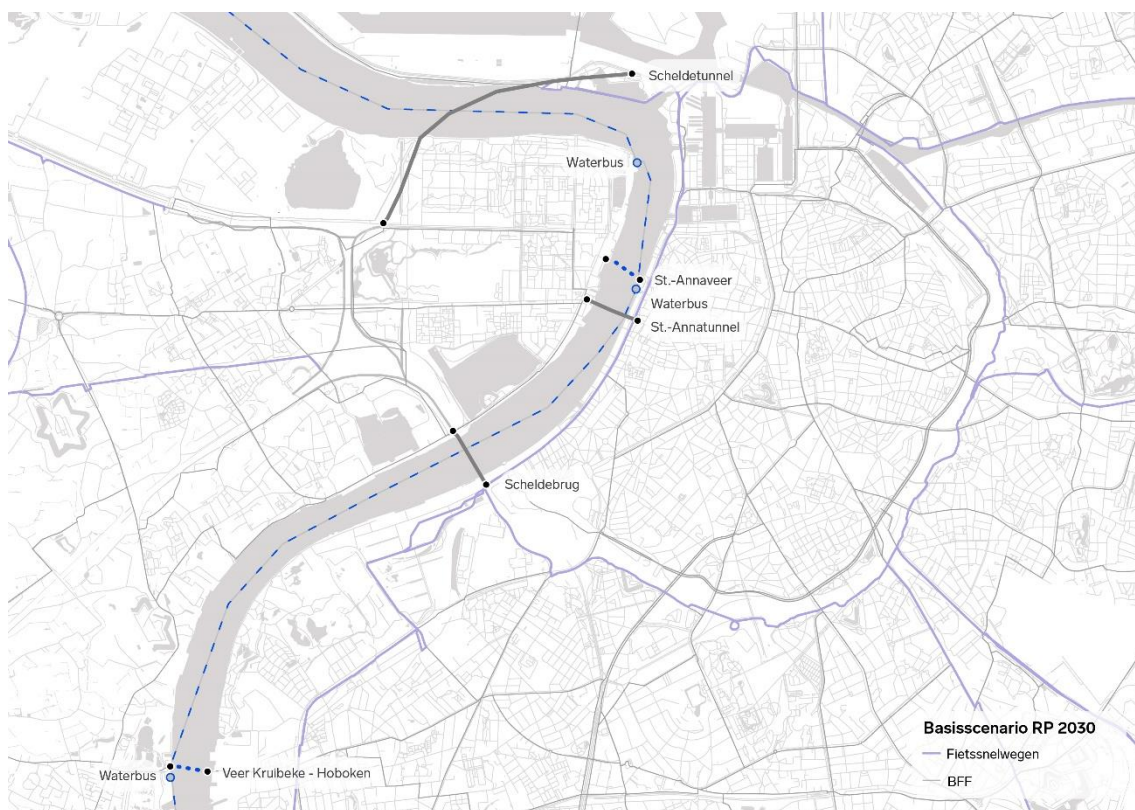 Scheldetunnel
Waterbus
St.-Annaveer
Waterbus
St.-Annatunnel
Scheldebrug
Waterbus
Veer Kruibeke - Hoboken
Basisscenario RP 2030
Fietssnelwegen
BFF